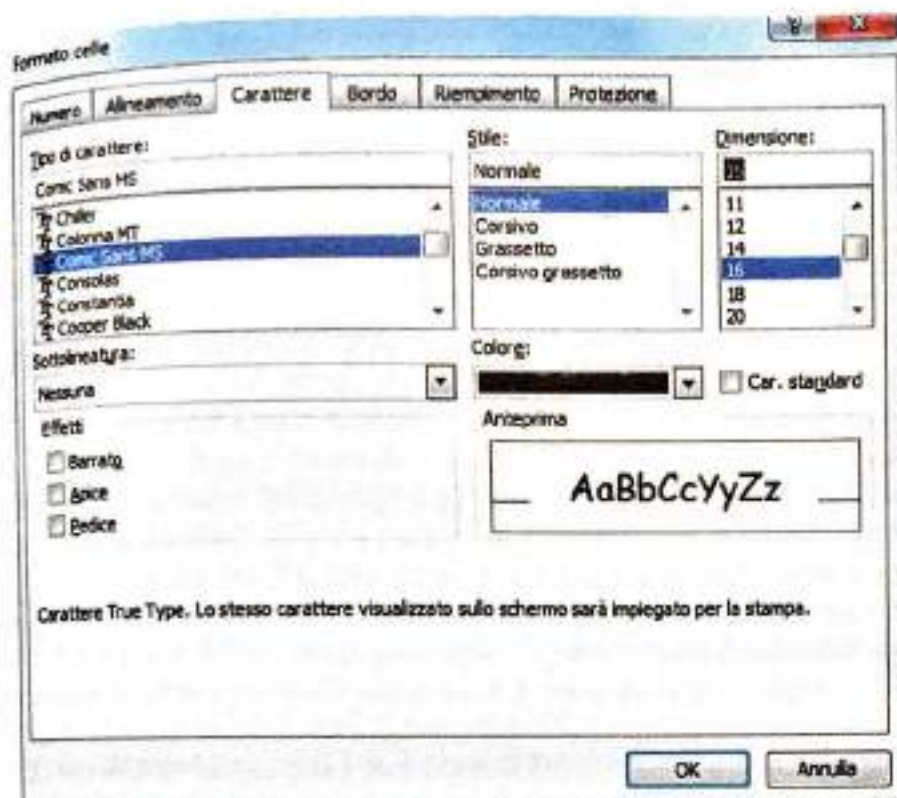 Formato celle
Numero Alineamento Carattere Bordo Riempimento Protezione
Tipo di carattere:
Comic Sans MS
Chiller
Colonna MT
Comic Sans MS
Consolas
Constantia
Cooper Black
Stile:
Normale
Normale
Corsivo
Grassetto
Corsivo grassetto
Dimensione:
16
11
12
14
16
18
20
Sottolineatura:
Nessuna
Colore:
Car. standard
Effetti
Barrato
Apice
Pedice
Anteprima
AaBbCcYyZz
Carattere True Type. Lo stesso carattere visualizzato sullo schermo sarà impiegato per la stampa.
OK Annulla